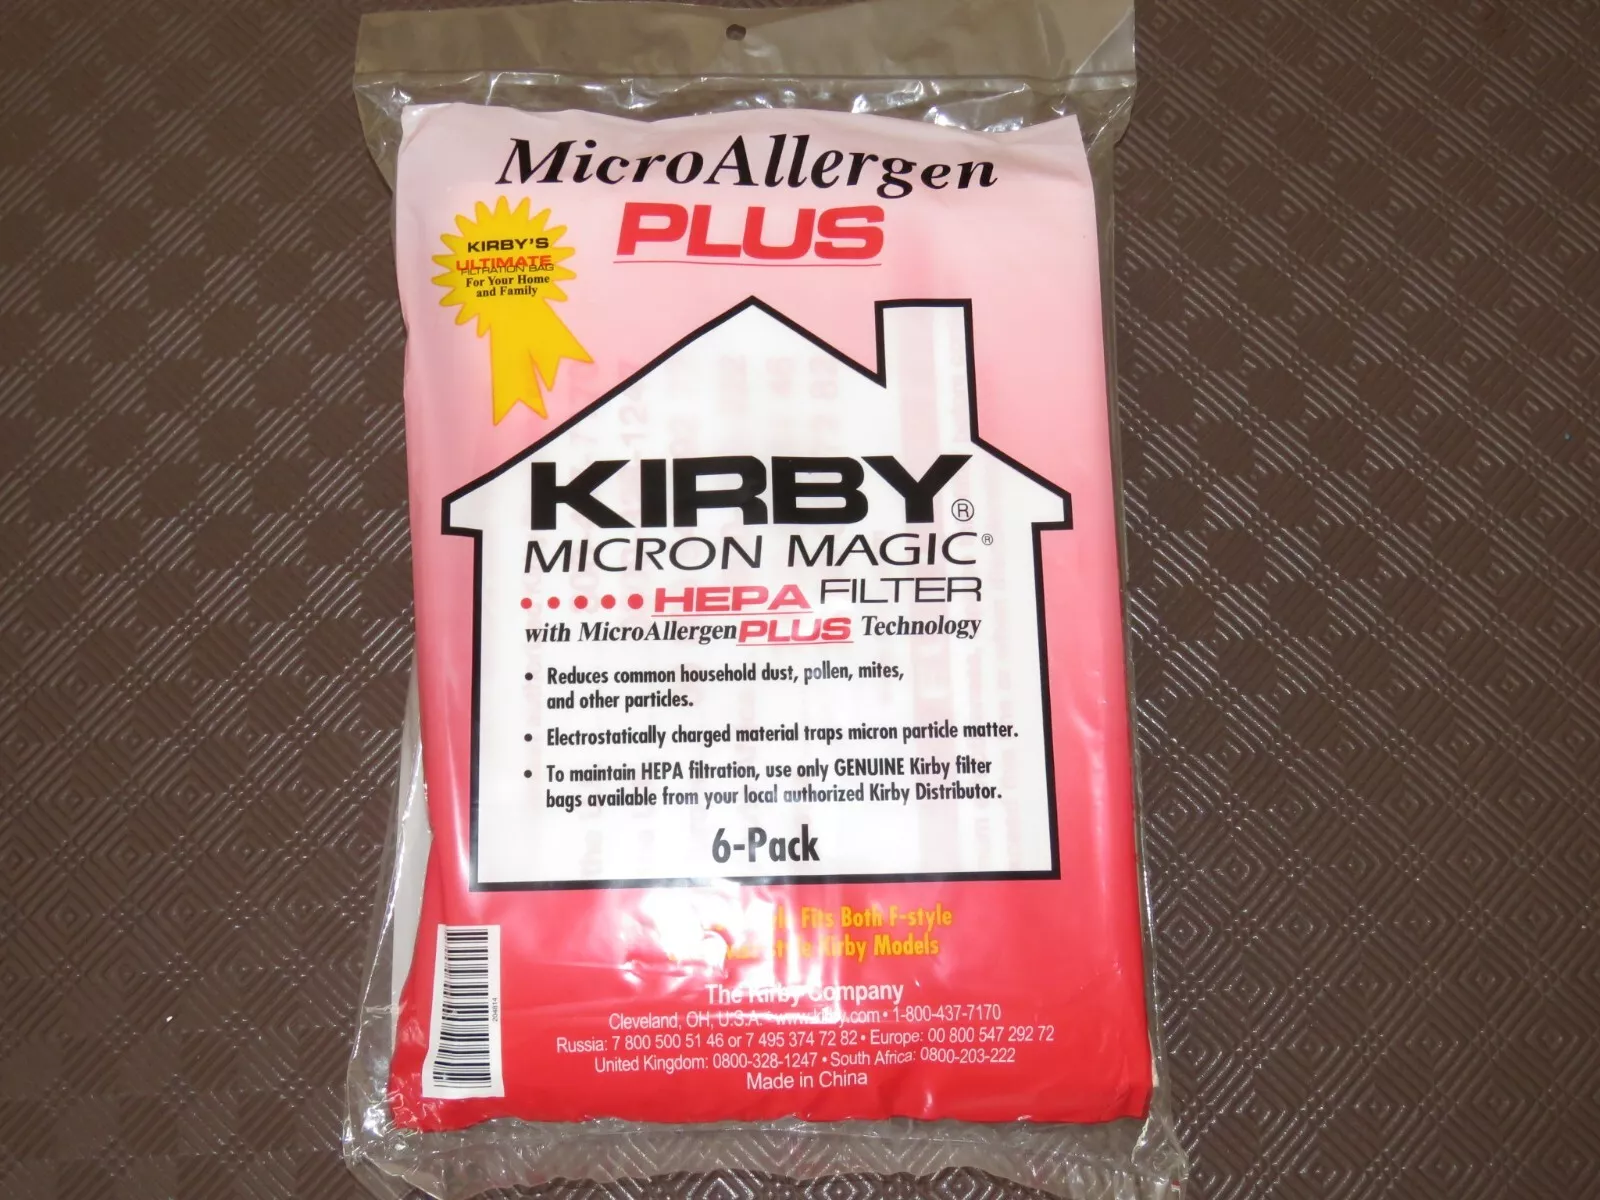 MicroAllergen
PLUS
KIRBY'S
ULTIMATE
FILTRATION BAG
For Your Home
and Family
KIRBY®
MICRON MAGIC®
•••••HEPA FILTER
with MicroAllergen PLUS Technology
• Reduces common household dust, pollen, mites,
and other particles.
• Electrostatically charged material traps micron particle matter.
• To maintain HEPA filtration, use only GENUINE Kirby filter
bags available from your local authorized Kirby Distributor.
6-Pack
Fits Both F-style
Kirby Models
The Kirby Company
Cleveland, OH, U.S.A. • www.kirby.com • 1-800-437-7170
Russia: 7 800 500 51 46 or 7 495 374 72 82 • Europe: 00 800 547 292 72
United Kingdom: 0800-328-1247 • South Africa: 0800-203-222
Made in China
204814